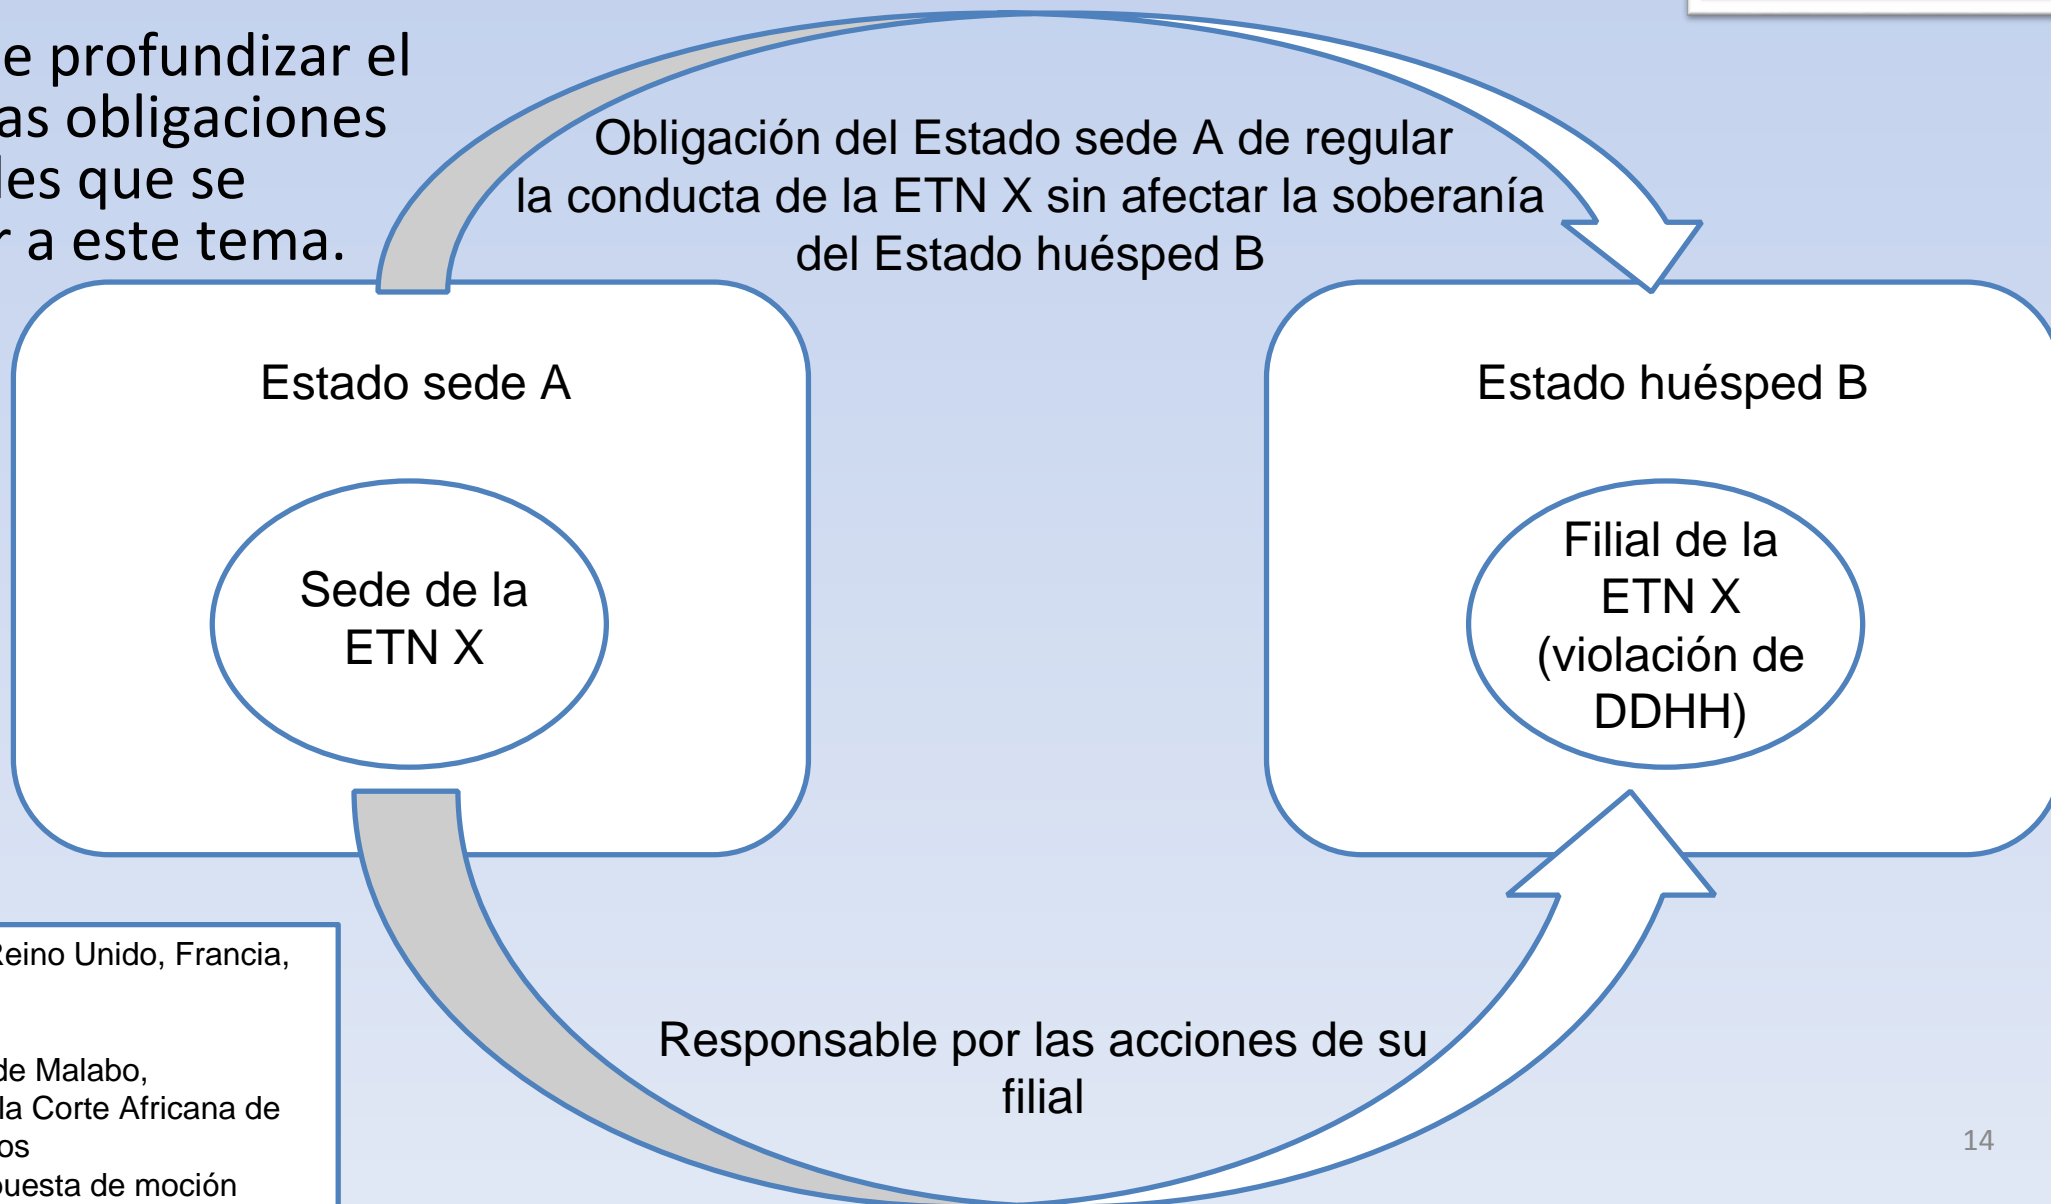 e profundizar el
as obligaciones
les que se
r a este tema.
Obligación del Estado sede A de regular
la conducta de la ETN X sin afectar la soberanía
del Estado huésped B
Estado sede A
Estado huésped B
Sede de la
ETN X
Filial de la
ETN X
(violación de
DDHH)
Reino Unido, Francia,
de Malabo,
la Corte Africana de
os
puesta de moción
Responsable por las acciones de su
filial
14